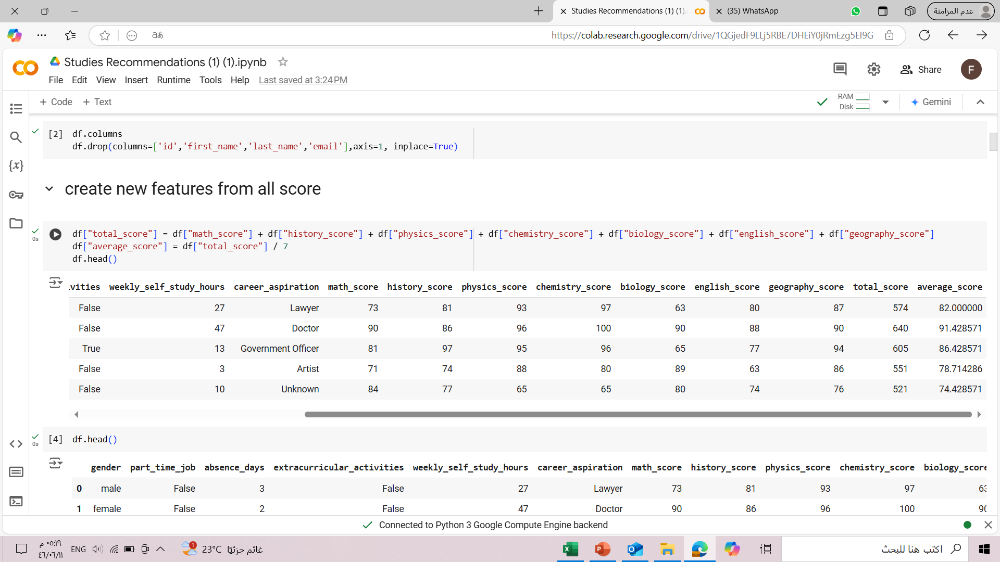 Studies Recommendations (1) (1).
(35) WhatsApp
عدم المزامنة
https://colab.research.google.com/drive/1QGjedF9LLj5RBE7DHEiY0jRmEzg5EI9G
Studies Recommendations (1) (1).ipynb
File Edit View Insert Runtime Tools Help Last saved at 3:24 PM
Share
F
+ Code + Text
RAM
Disk
Gemini
[2] df.columns
df.drop(columns=['id','first_name','last_name','email'],axis=1, inplace=True)
create new features from all score
0s
df["total_score"] = df["math_score"] + df["history_score"] + df["physics_score"] + df["chemistry_score"] + df["biology_score"] + df["english_score"] + df["geography_score"]
df["average_score"] = df["total_score"] / 7
df.head()
.vities weekly_self_study_hours career_aspiration math_score history_score physics_score chemistry_score biology_score english_score geography_score total_score average_score
False 27 Lawyer 73 81 93 97 63 80 87 574 82.000000
False 47 Doctor 90 86 96 100 90 88 90 640 91.428571
True 13 Government Officer 81 97 95 96 65 77 94 605 86.428571
False 3 Artist 71 74 88 80 89 63 86 551 78.714286
False 10 Unknown 84 77 65 65 80 74 76 521 74.428571
0s
[4] df.head()
gender part_time_job absence_days extracurricular_activities weekly_self_study_hours career_aspiration math_score history_score physics_score chemistry_score biology_score
0 male False 3 False 27 Lawyer 73 81 93 97 63
1 female False 2 False 47 Doctor 90 86 96 100 90
Connected to Python 3 Google Compute Engine backend
٠٥:١٩ م
٤٦/٠٦/١١
ENG
1
23°C غائم جزئيًا
اكتب هنا للبحث